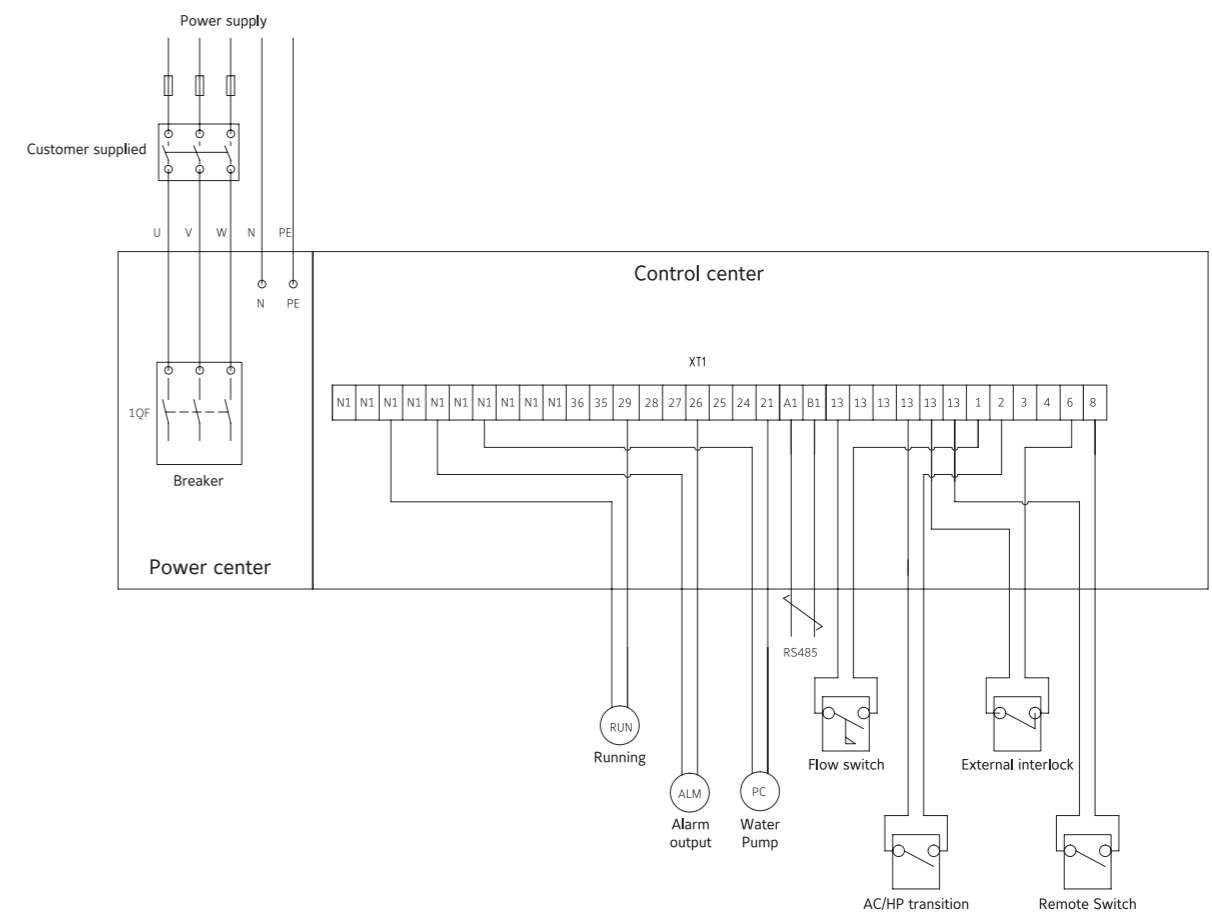 Power supply
Customer supplied
U V W N PE
Control center
N PE
XT1
N1 N1 N1 N1 N1 N1 N1 N1 N1 N1 36 35 29 28 27 26 25 24 21 A1 B1 13 13 13 13 13 13 1 2 3 4 6 8
1QF
Breaker
Power center
RS485
RUN
Running
Flow switch
External interlock
ALM
PC
Alarm
output
Water
Pump
AC/HP transition
Remote Switch